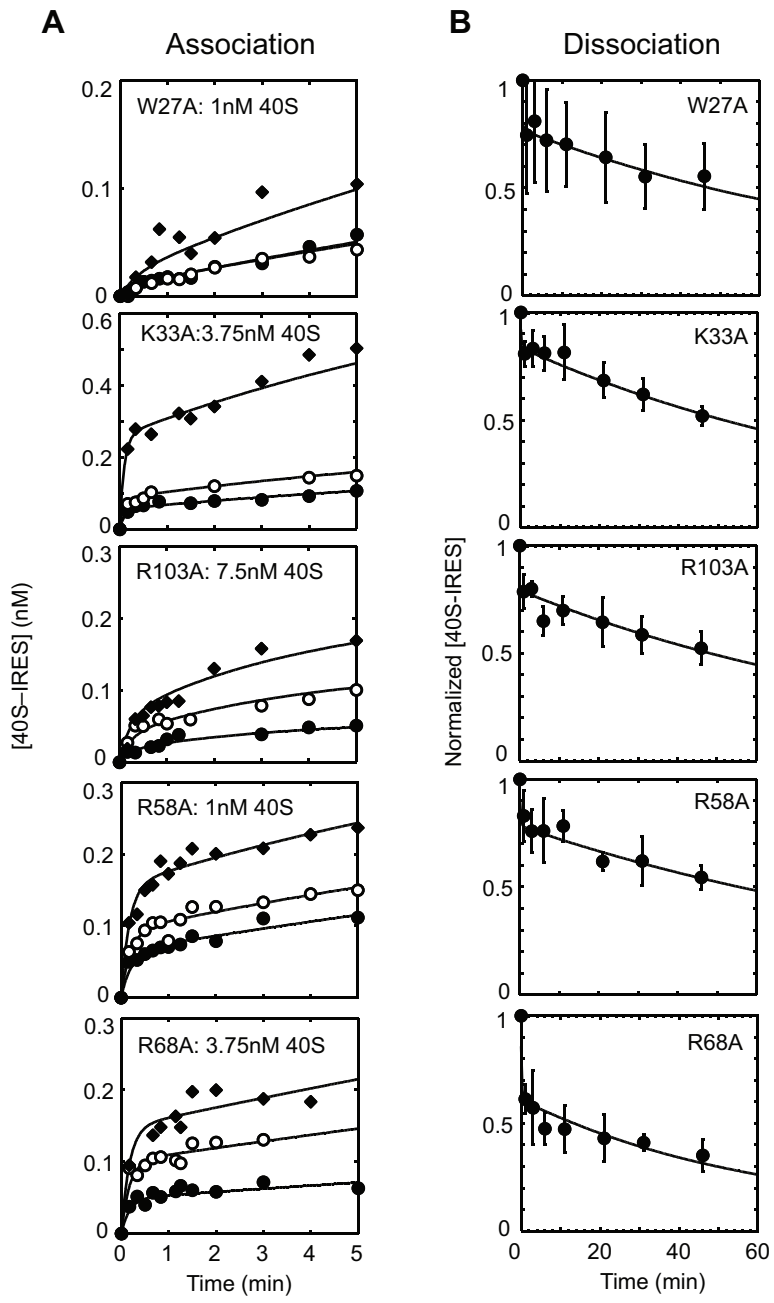 A
Association
B
Dissociation
0.2
0.1
0
W27A: 1nM 40S
1
0.5
0
W27A
0.6
0.4
0.2
0
K33A:3.75nM 40S
1
0.5
0
K33A
0.3
0.2
0.1
0
R103A: 7.5nM 40S
1
0.5
0
R103A
[40S–IRES] (nM)
Normalized [40S-IRES]
0.3
0.2
0.1
0
R58A: 1nM 40S
1
0.5
0
R58A
0.3
0.2
0.1
0
R68A: 3.75nM 40S
1
0.5
0
R68A
0 1 2 3 4 5
Time (min)
0 20 40 60
Time (min)